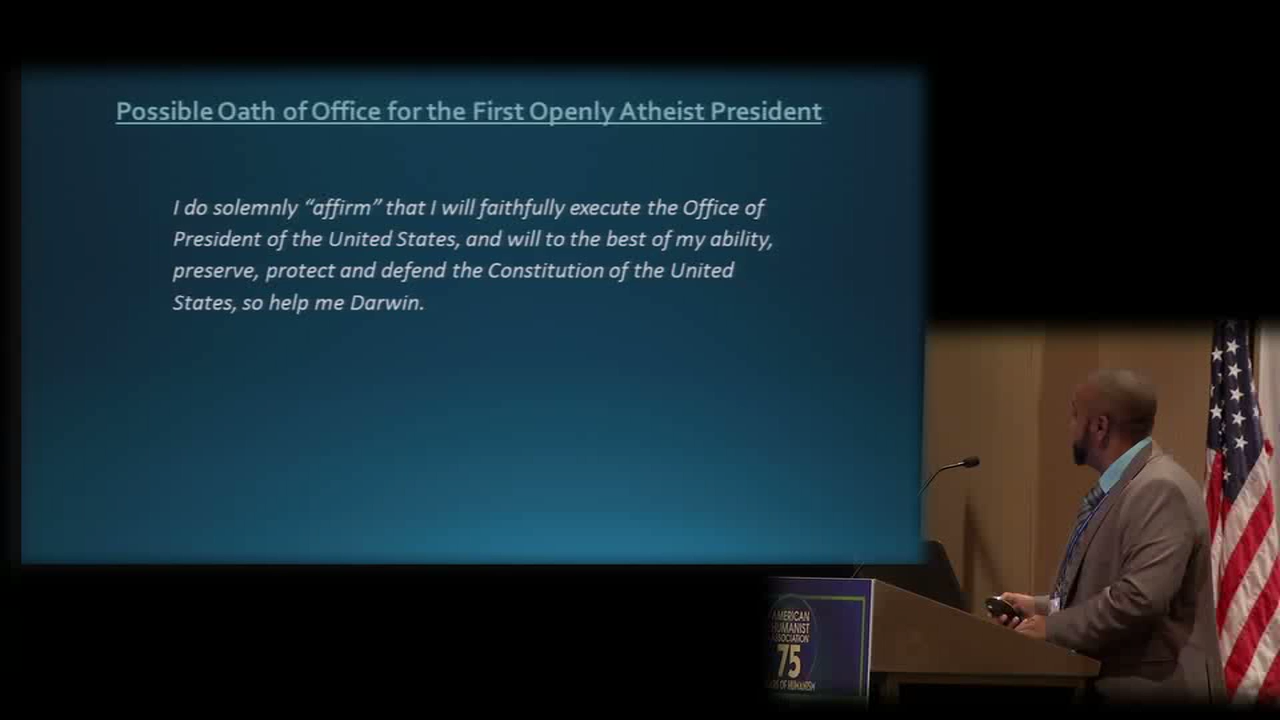 Possible Oath of Office for the First Openly Atheist President
I do solemnly “affirm” that I will faithfully execute the Office of
President of the United States, and will to the best of my ability,
preserve, protect and defend the Constitution of the United
States, so help me Darwin.
AMERICAN
HUMANIST
ASSOCIATION
75
OF HUMANISM